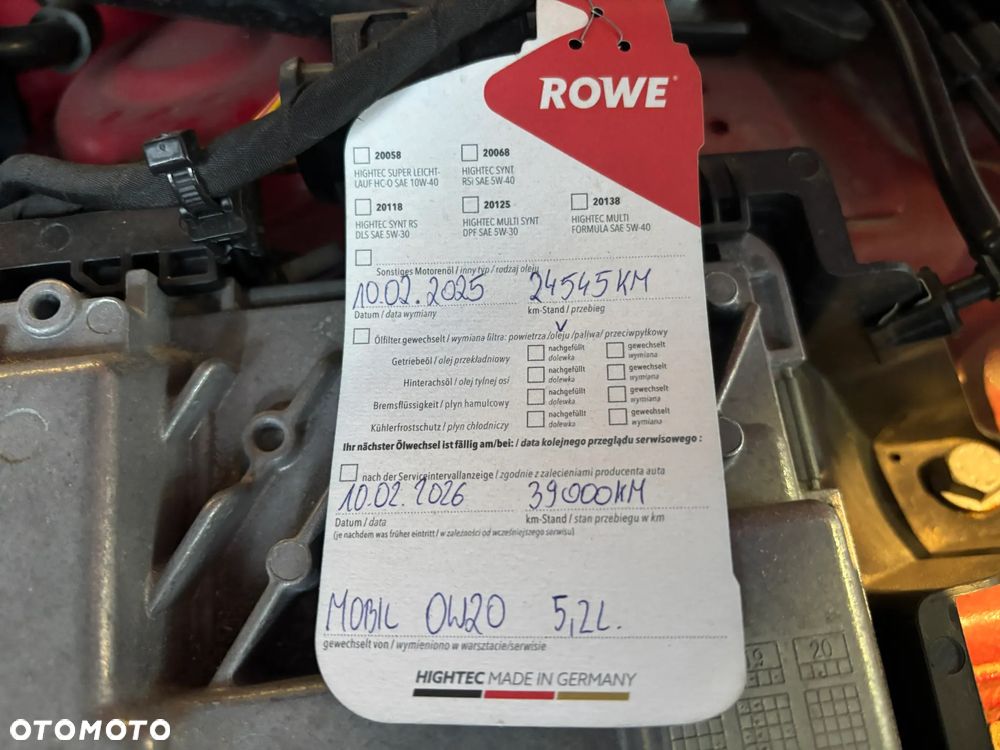 ROWE
20058
HIGHTEC SUPER LEICHT-
LAUF HC-O SAE 10W-40
20068
HIGHTEC SYNT
RSi SAE 5W-40
20118
HIGHTEC SYNT RS
DLS SAE 5W-30
20125
HIGHTEC MULTI SYNT
DPF SAE 5W-30
20138
HIGHTEC MULTI
FORMULA SAE 5W-40
Sonstiges Motorenöl / inny typ / rodzaj oleju
10.02.2025 24545 KM
Datum / data wymiany km-Stand / przebieg
Ölfilter gewechselt / wymiana filtra: powietrza /oleju /paliwa/ przeciwpyłkowy
Getriebeöl / olej przekładniowy nachgefüllt dolewka gewechselt wymiana
Hinterachsöl / olej tylnej osi nachgefüllt dolewka gewechselt wymiana
Bremsflüssigkeit / płyn hamulcowy nachgefüllt dolewka gewechselt wymiana
Kühlerfrostschutz / płyn chłodniczy nachgefüllt dolewka gewechselt wymiana
Ihr nächster Ölwechsel ist fällig am/bei: / data kolejnego przeglądu serwisowego :
nach der Serviceintervallanzeige / zgodnie z zaleceniami producenta auta
10.02.2026 39000KM
Datum / data km-Stand / stan przebiegu w km
(je nachdem was früher eintritt / w zależności od wcześniejszego serwisu)
MOBIL 0W20 5,2L.
gewechselt von / wymieniono w warsztacie/serwisie
HIGHTEC MADE IN GERMANY
19 20
OTOMOTO